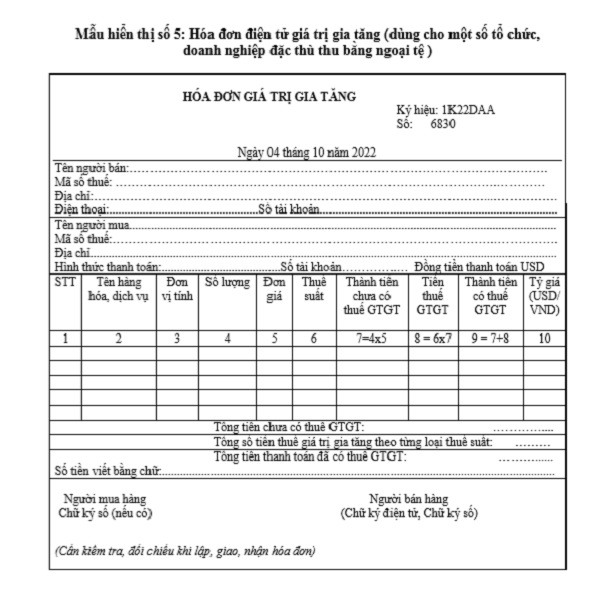 Mẫu hiển thị số 5: Hóa đơn điện tử giá trị gia tăng (dùng cho một số tổ chức,
doanh nghiệp đặc thù thu bằng ngoại tệ )
HÓA ĐƠN GIÁ TRỊ GIA TĂNG
Ký hiệu: 1K22DAA
Số: 6830
Ngày 04 tháng 10 năm 2022
Tên người bán:
Mã số thuế:
Địa chỉ:
Điện thoại: Số tài khoản
Tên người mua
Mã số thuế:
Địa chỉ
Hình thức thanh toán: Số tài khoản Đồng tiền thanh toán USD
STT Tên hàng hóa, dịch vụ Đơn vị tính Số lượng Đơn giá Thuế suất Thành tiền chưa có thuế GTGT Tiền thuế GTGT Thành tiền có thuế GTGT Tỷ giá (USD/VND)
1 2 3 4 5 6 7=4x5 8 = 6x7 9 = 7+8 10
Tổng tiền chưa có thuế GTGT:
Tổng số tiền thuế giá trị gia tăng theo từng loại thuế suất:
Tổng tiền thanh toán đã có thuế GTGT:
Số tiền viết bằng chữ:
Người mua hàng Người bán hàng
Chữ ký số (nếu có) (Chữ ký điện tử, Chữ ký số)
(Cần kiểm tra, đối chiếu khi lập, giao, nhận hóa đơn)